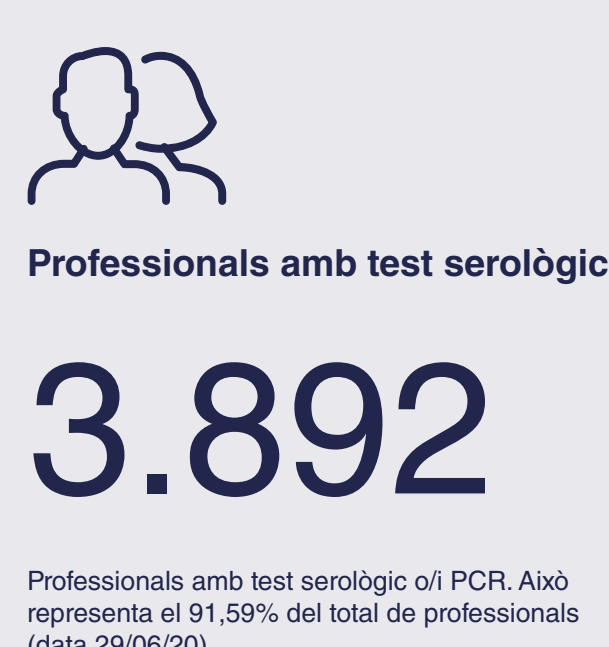 Professionals amb test serològic
3.892
Professionals amb test serològic o/i PCR. Això
representa el 91,59% del total de professionals
(data 29/06/20)